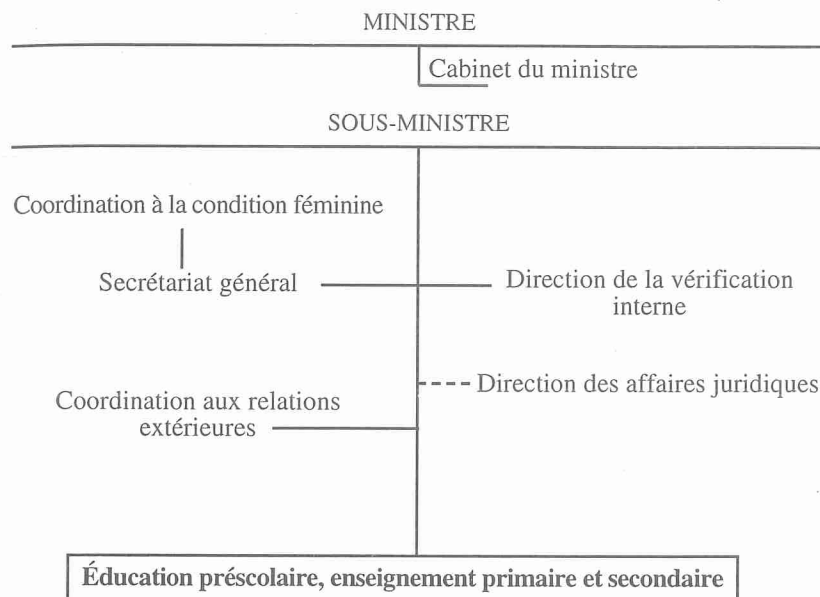 MINISTRE
Cabinet du ministre
SOUS-MINISTRE
Coordination à la condition féminine
Secrétariat général
Direction de la vérification
interne
Direction des affaires juridiques
Coordination aux relations
extérieures
Éducation préscolaire, enseignement primaire et secondaire